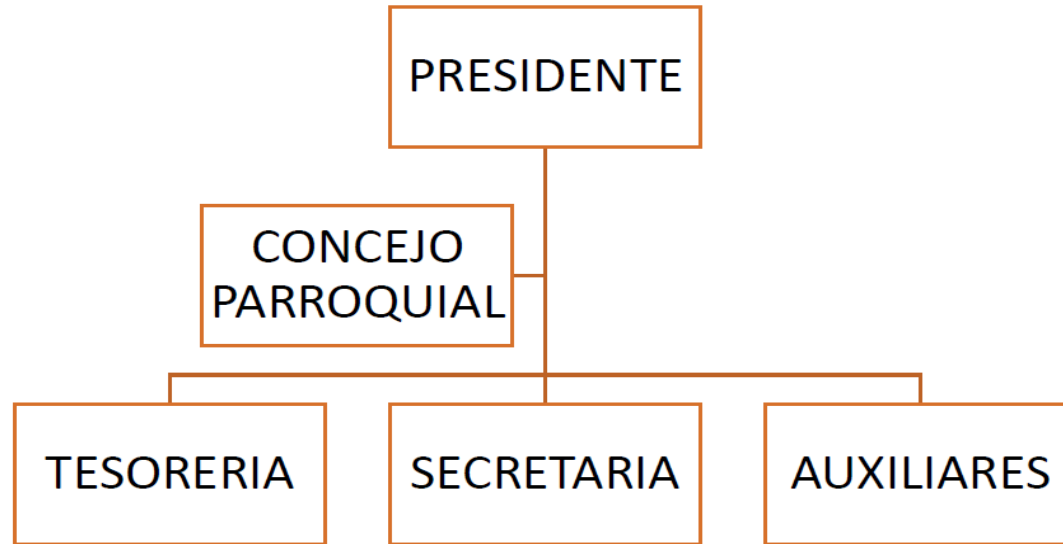 PRESIDENTE
CONCEJO
PARROQUIAL
TESORERIA
SECRETARIA
AUXILIARES